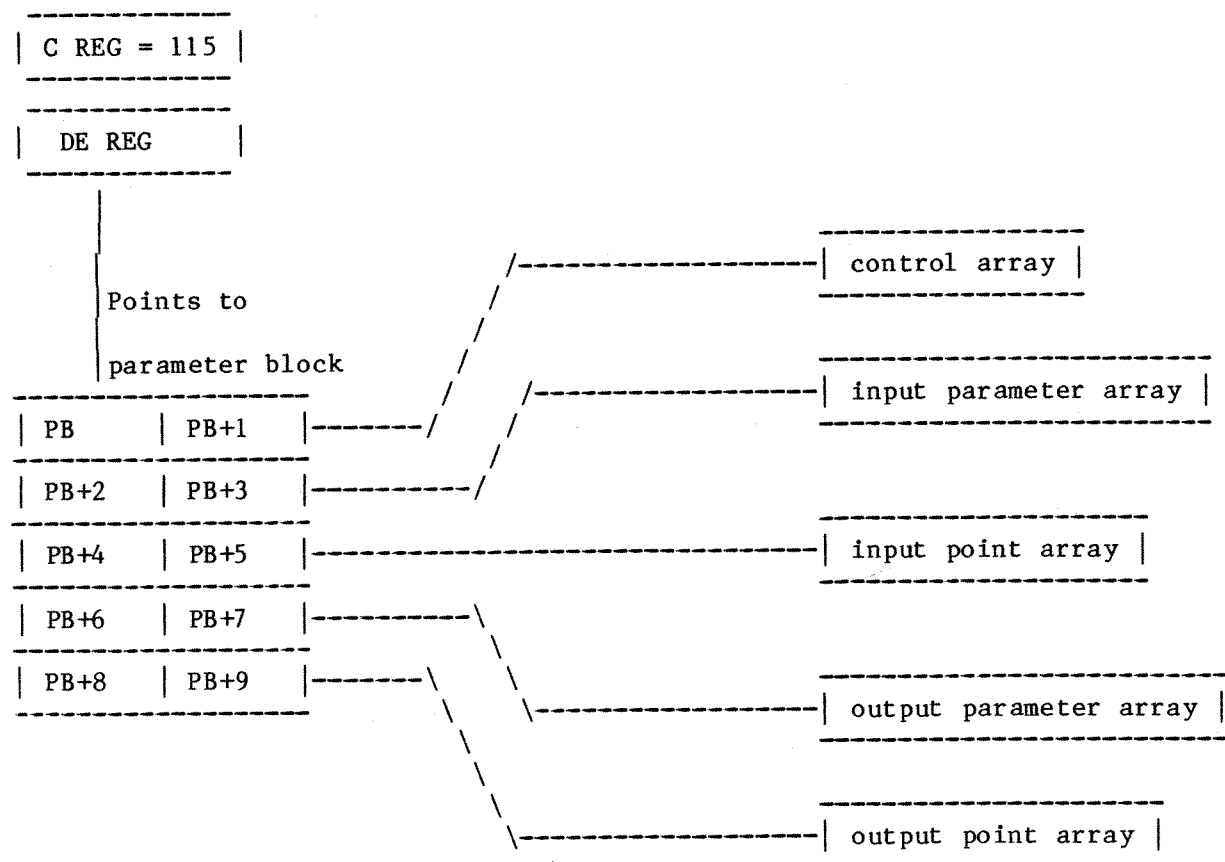 C REG = 115
DE REG
control array
Points to
parameter block
input parameter array
PB | PB+1
PB+2 | PB+3
PB+4 | PB+5
input point array
PB+6 | PB+7
PB+8 | PB+9
output parameter array
output point array